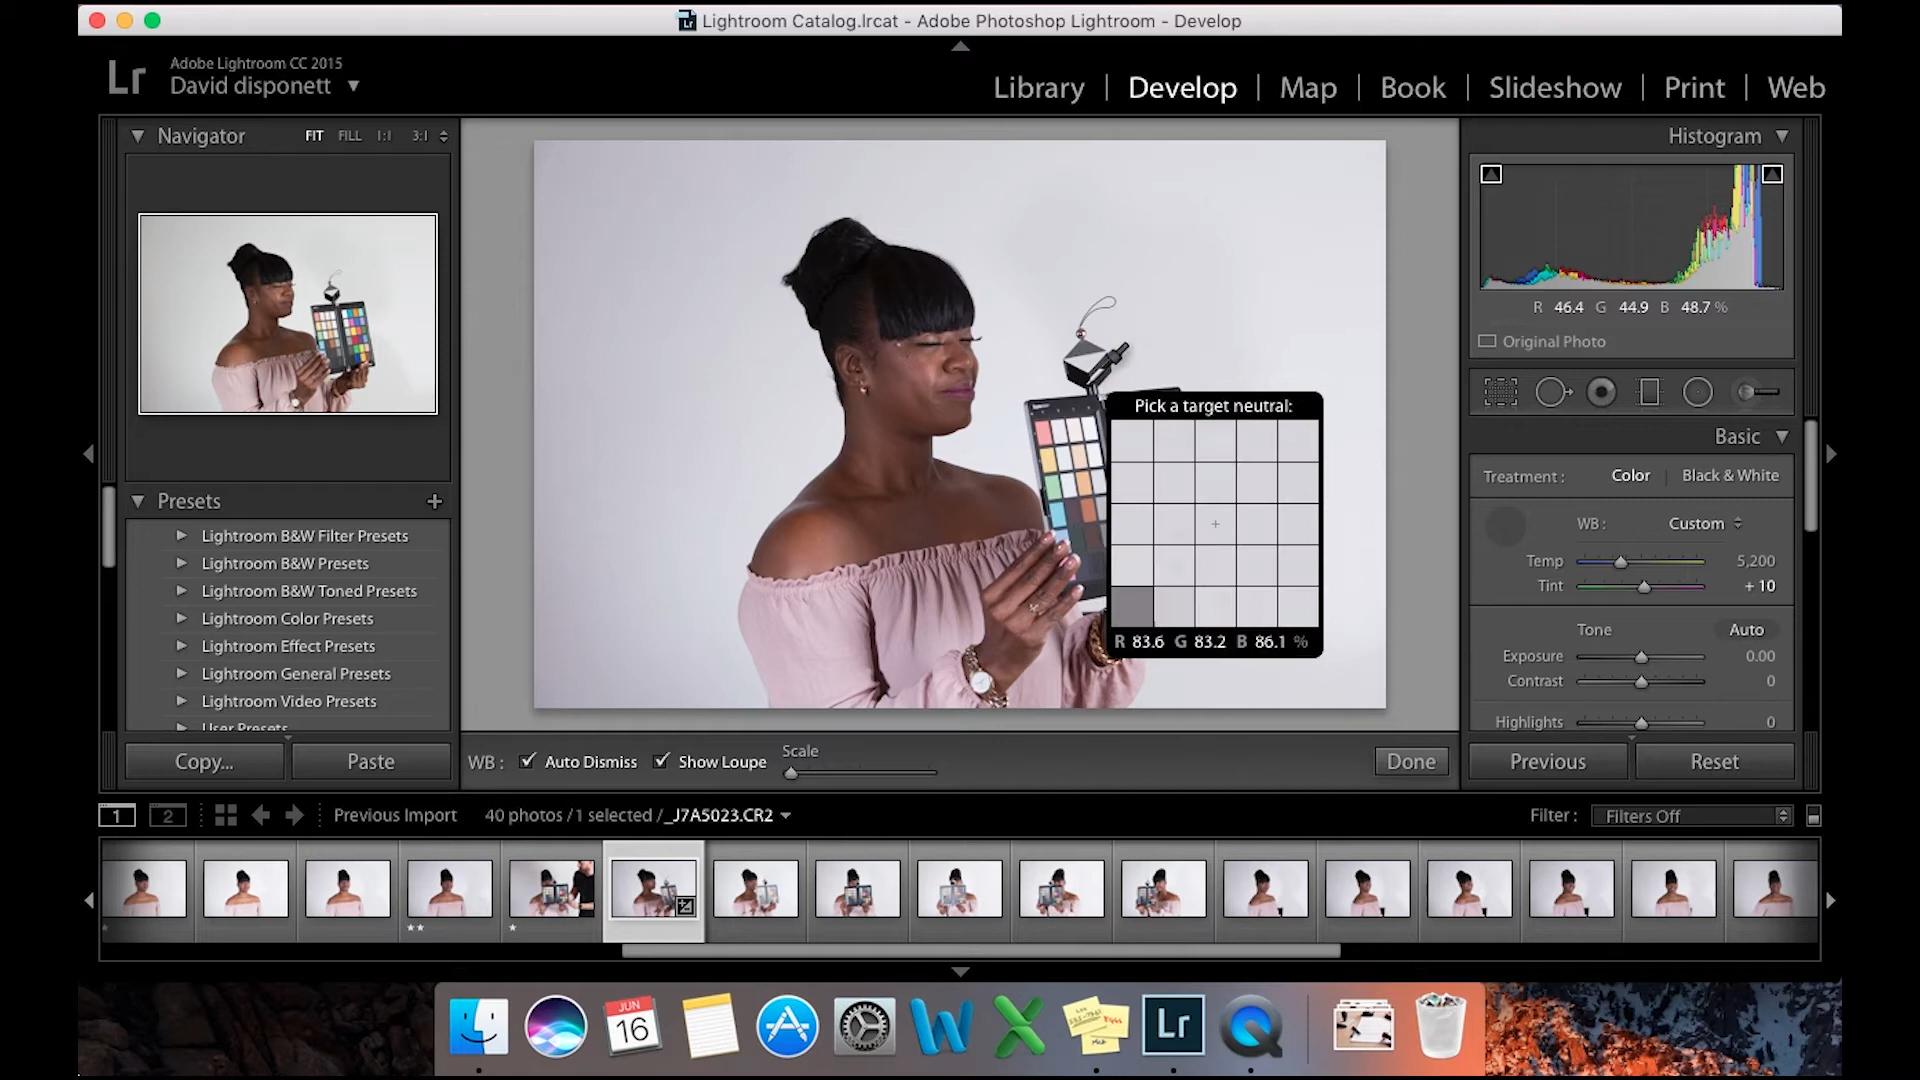 Lightroom Catalog.lrcat - Adobe Photoshop Lightroom - Develop
Lr
Adobe Lightroom CC 2015
David disponett
Library | Develop | Map | Book | Slideshow | Print | Web
Navigator FIT FILL 1:1 3:1
Histogram
R 46.4 G 44.9 B 48.7 %
Original Photo
Pick a target neutral:
R 83.6 G 83.2 B 86.1 %
Basic
Treatment : Color | Black & White
WB : Custom
Temp 5,200
Tint + 10
Tone Auto
Exposure 0.00
Contrast 0
Highlights 0
Presets +
Lightroom B&W Filter Presets
Lightroom B&W Presets
Lightroom B&W Toned Presets
Lightroom Color Presets
Lightroom Effect Presets
Lightroom General Presets
Lightroom Video Presets
User Presets
Copy... Paste
WB : Auto Dismiss Show Loupe Scale
Done
Previous Reset
1 2 Previous Import 40 photos / 1 selected / _J7A5023.CR2
Filter : Filters Off
JUN
16
Lr